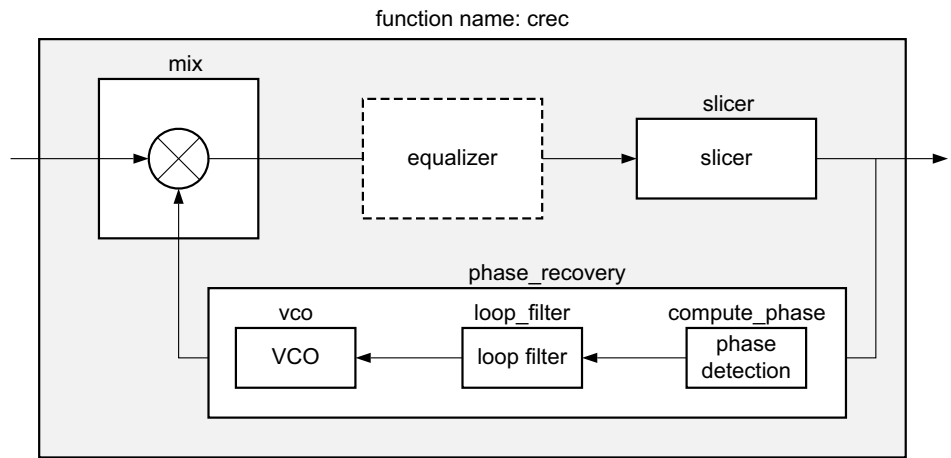 function name: crec
mix
slicer
equalizer
slicer
phase_recovery
vco
loop_filter
compute_phase
VCO
loop filter
phase
detection